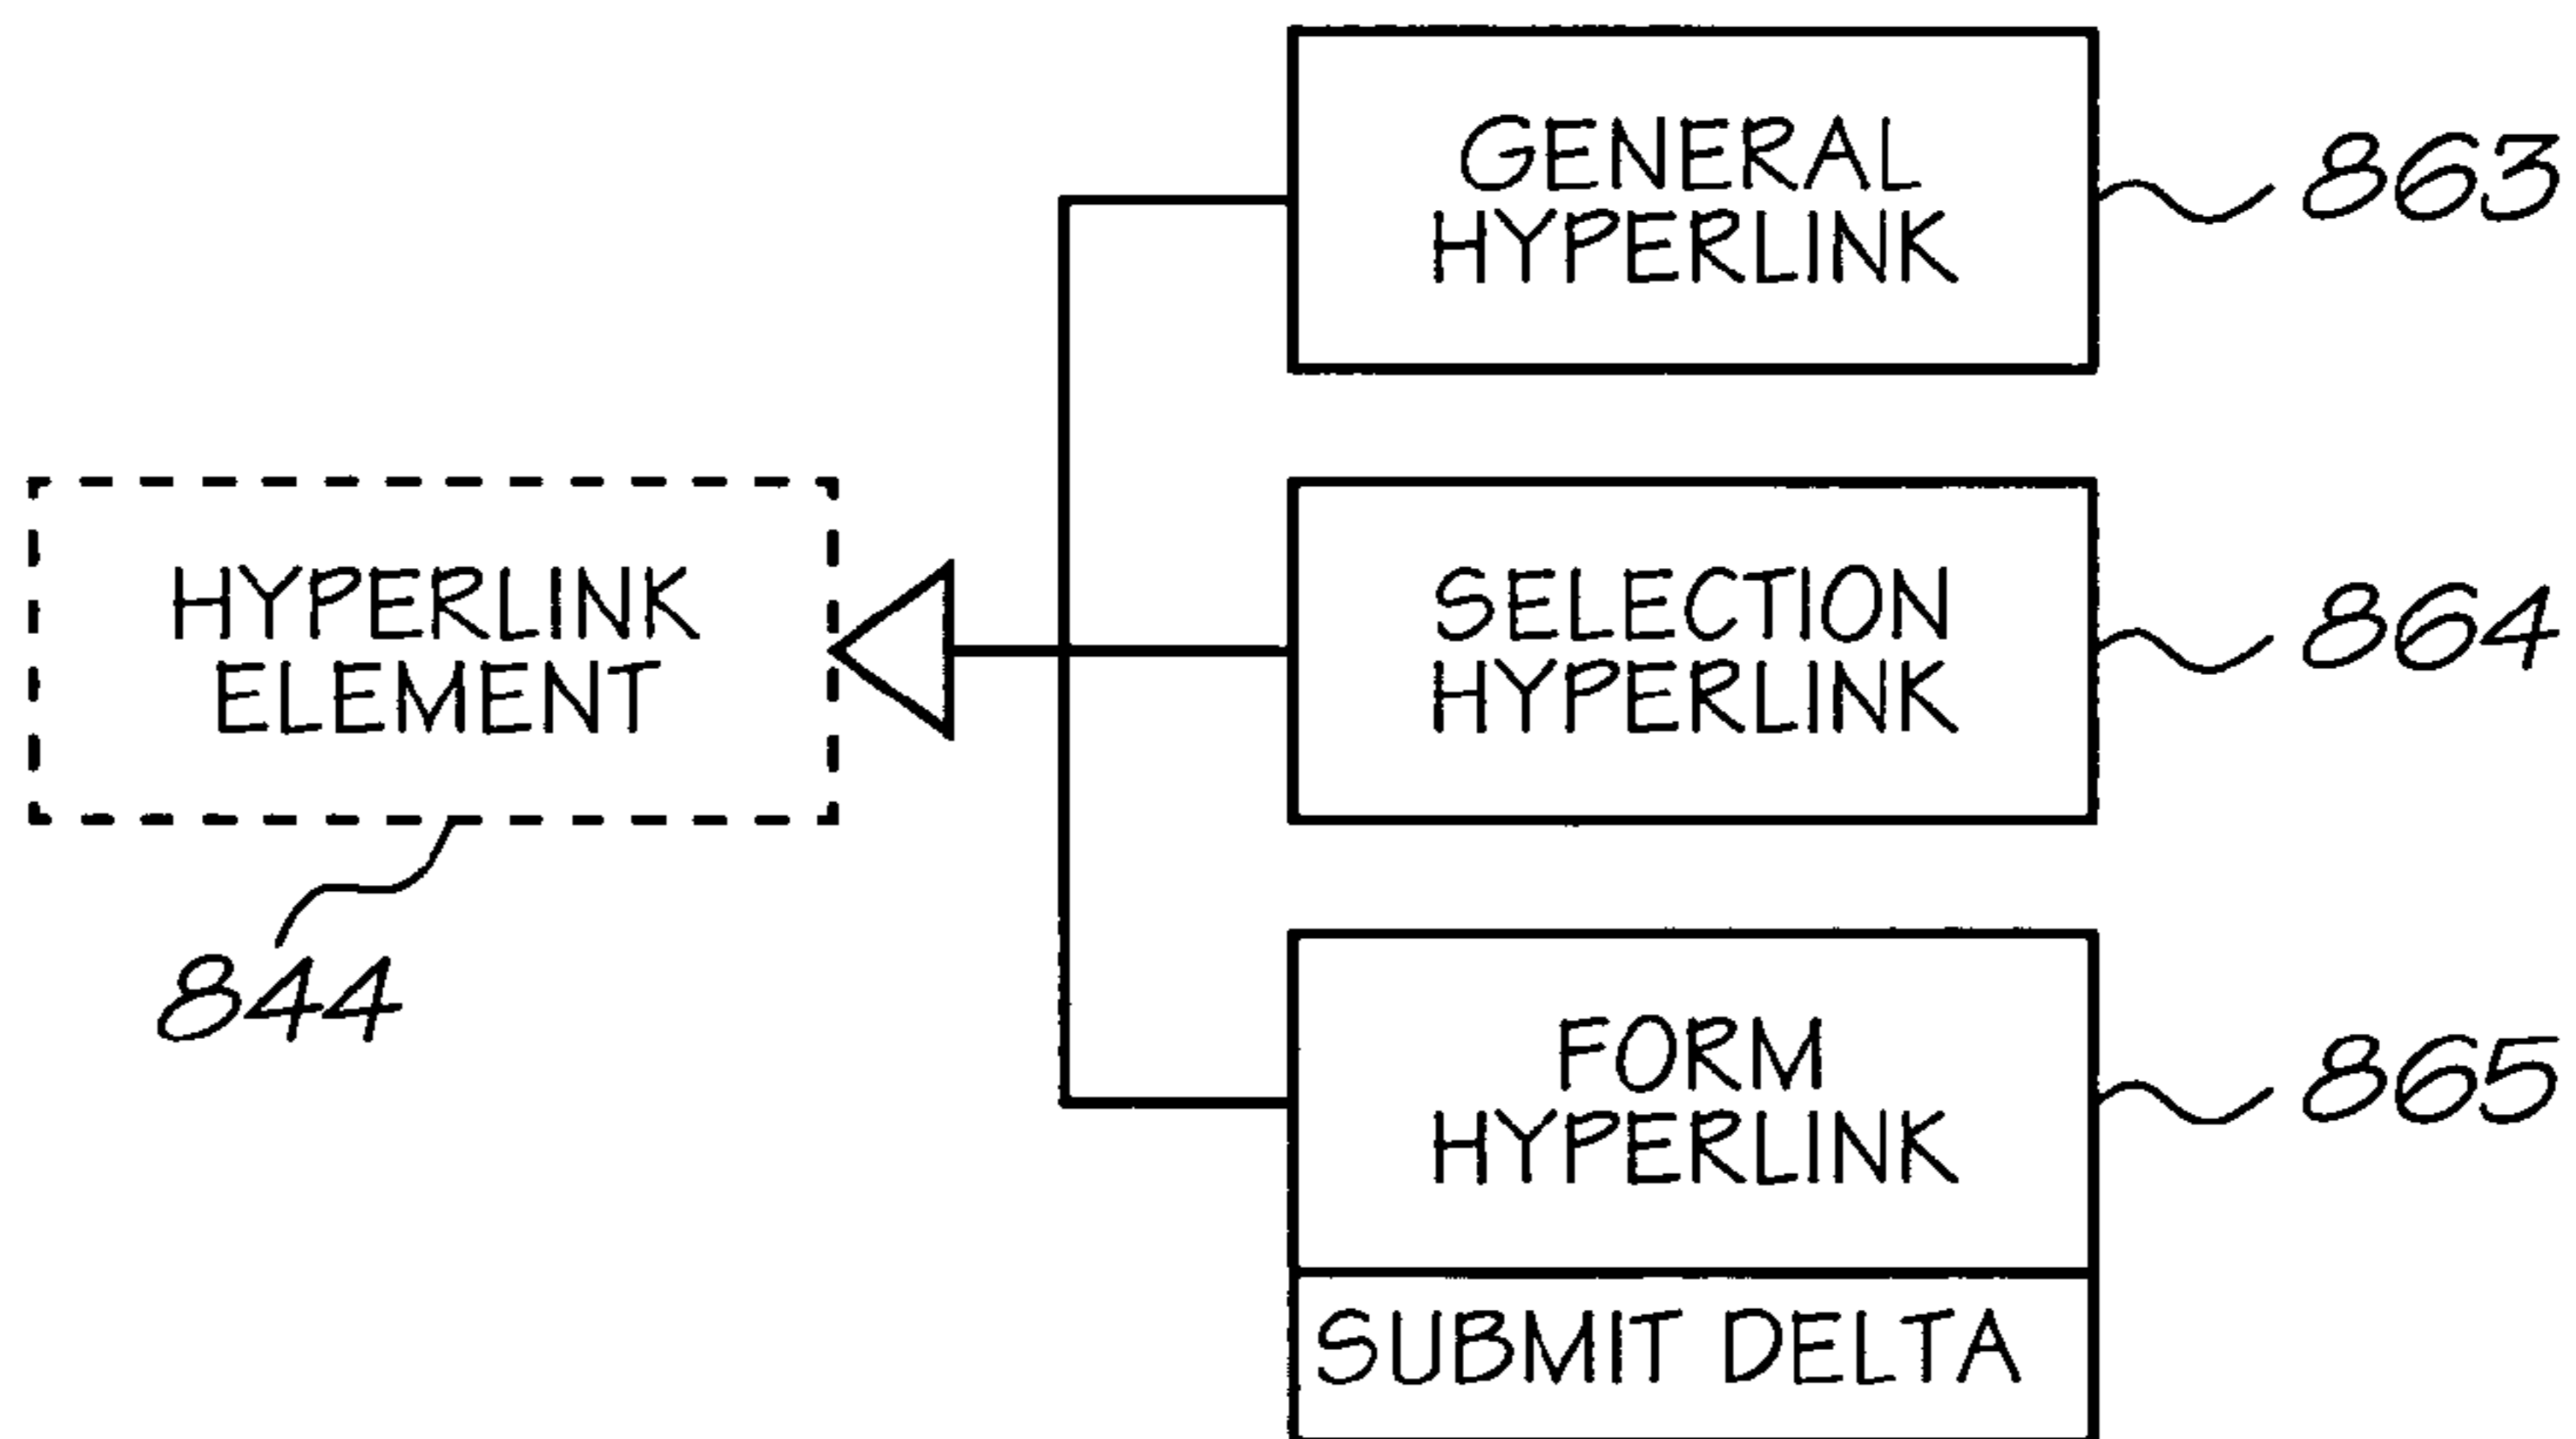 GENERAL
HYPERLINK
863
HYPERLINK
ELEMENT
844
SELECTION
HYPERLINK
864
FORM
HYPERLINK
865
SUBMIT DELTA